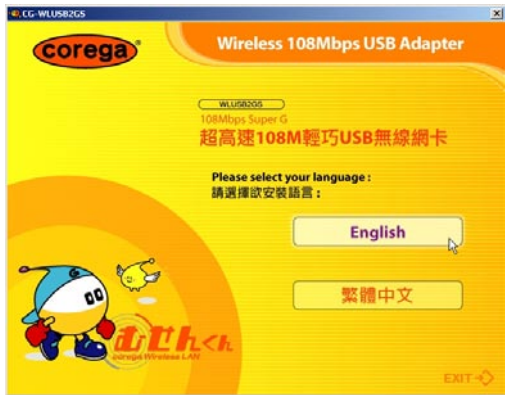 CG-WLUSB2GS
corega
Wireless 108Mbps USB Adapter
WLUSB2GS
108Mbps Super G
超高速108M輕巧USB無線網卡
Please select your language :
請選擇欲安裝語言 :
English
繁體中文
むせんくん
corega Wireless LAN
EXIT